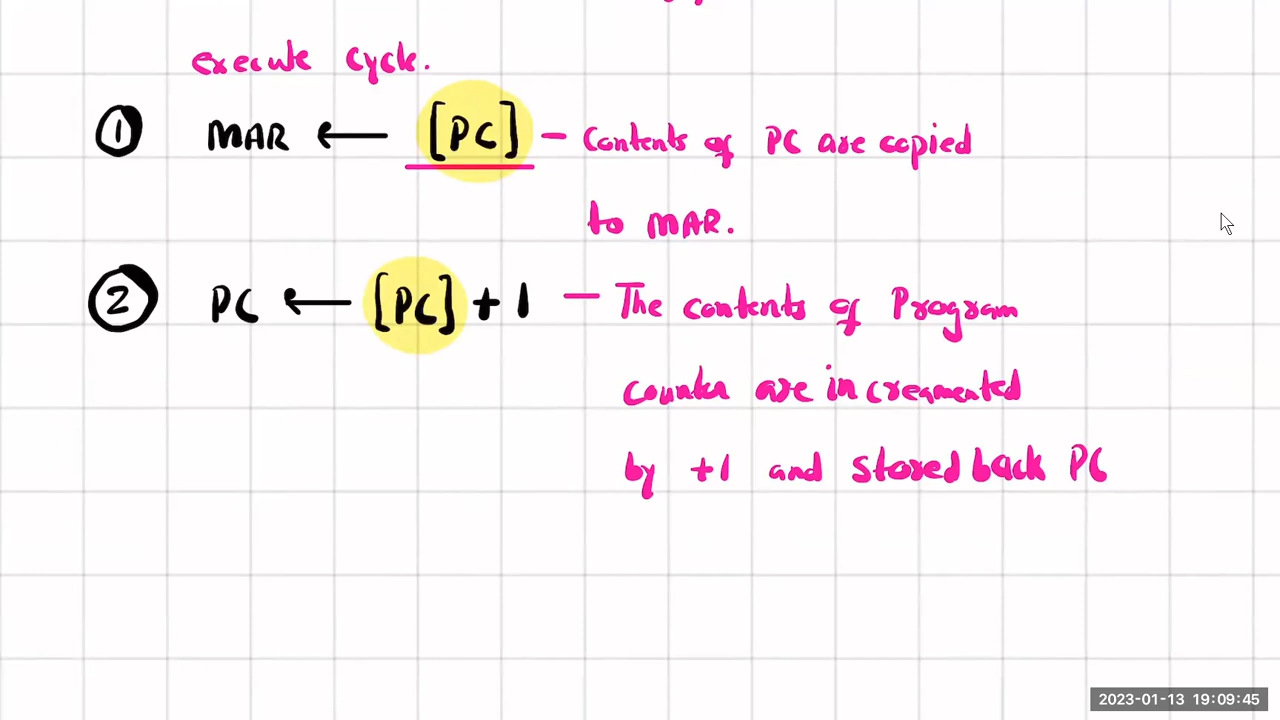 execute cycle.
① MAR ← [PC] – Contents of PC are copied
to MAR.
② PC ← [PC] + 1 – The contents of Program
counter are increamented
by +1 and stored back PC
2023-01-13 19:09:45